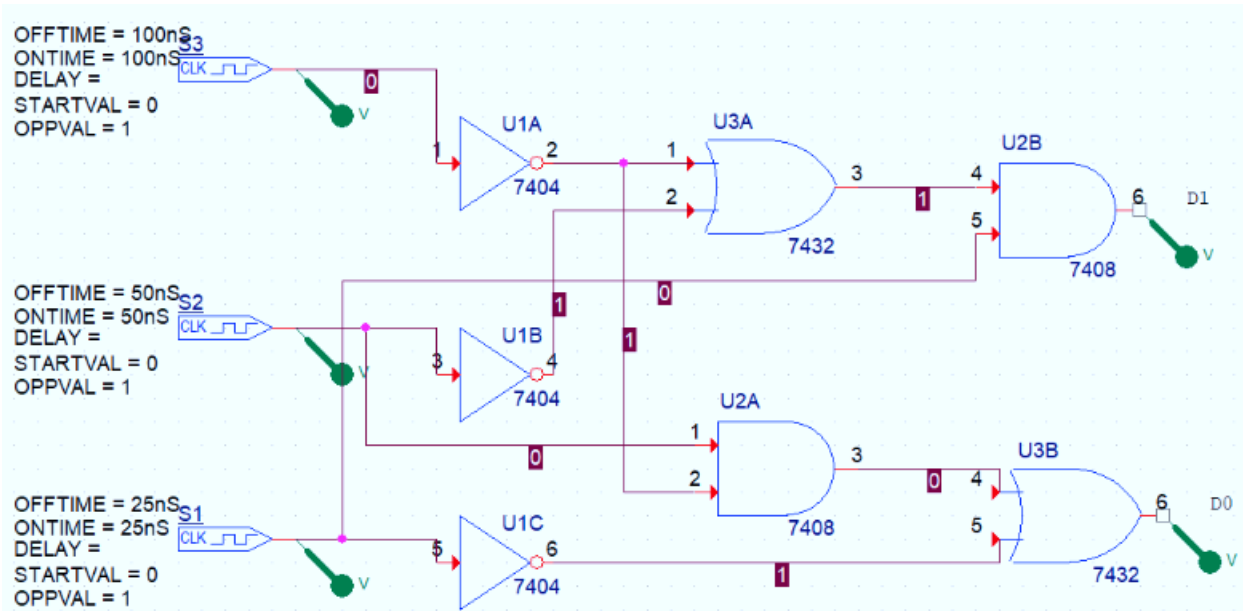 OFFTIME = 100nS
S3
ONTIME = 100nS
CLK
DELAY =
STARTVAL = 0
OPPVAL = 1
0
V
U1A
1
2
7404
U3A
1
2
3
7432
1
U2B
4
5
6
D1
7408
V
OFFTIME = 50nS
S2
ONTIME = 50nS
CLK
DELAY =
STARTVAL = 0
OPPVAL = 1
V
0
1
U1B
3
4
7404
1
U2A
1
2
3
7408
0
0
U3B
4
5
6
D0
7432
V
OFFTIME = 25nS
S1
ONTIME = 25nS
CLK
DELAY =
STARTVAL = 0
OPPVAL = 1
V
U1C
5
6
7404
1